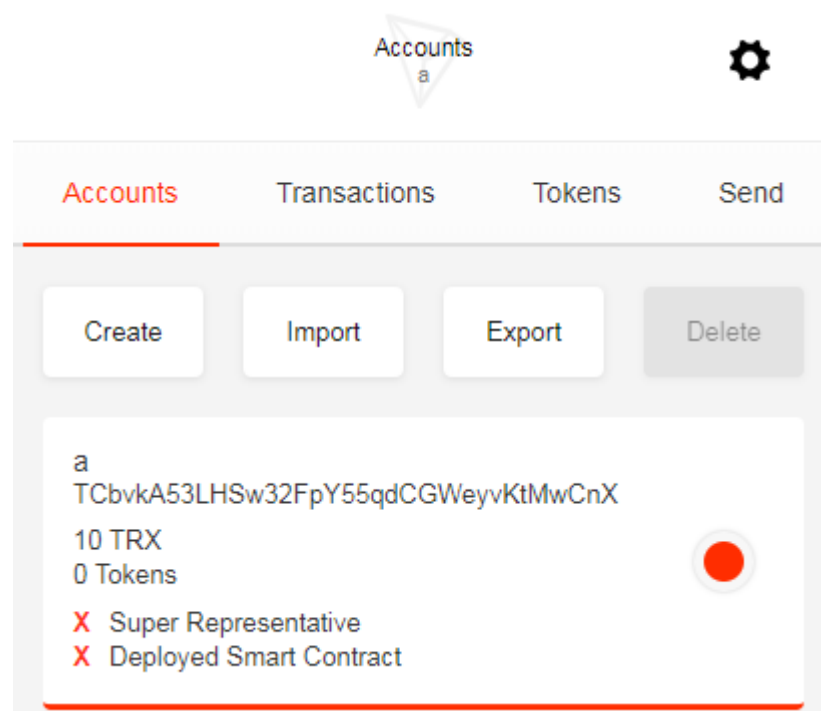 Accounts
a
Accounts Transactions Tokens Send
Create Import Export Delete
a
TCbvkA53LHSw32FpY55qdCGWeyvKtMwCnX
10 TRX
0 Tokens
X Super Representative
X Deployed Smart Contract